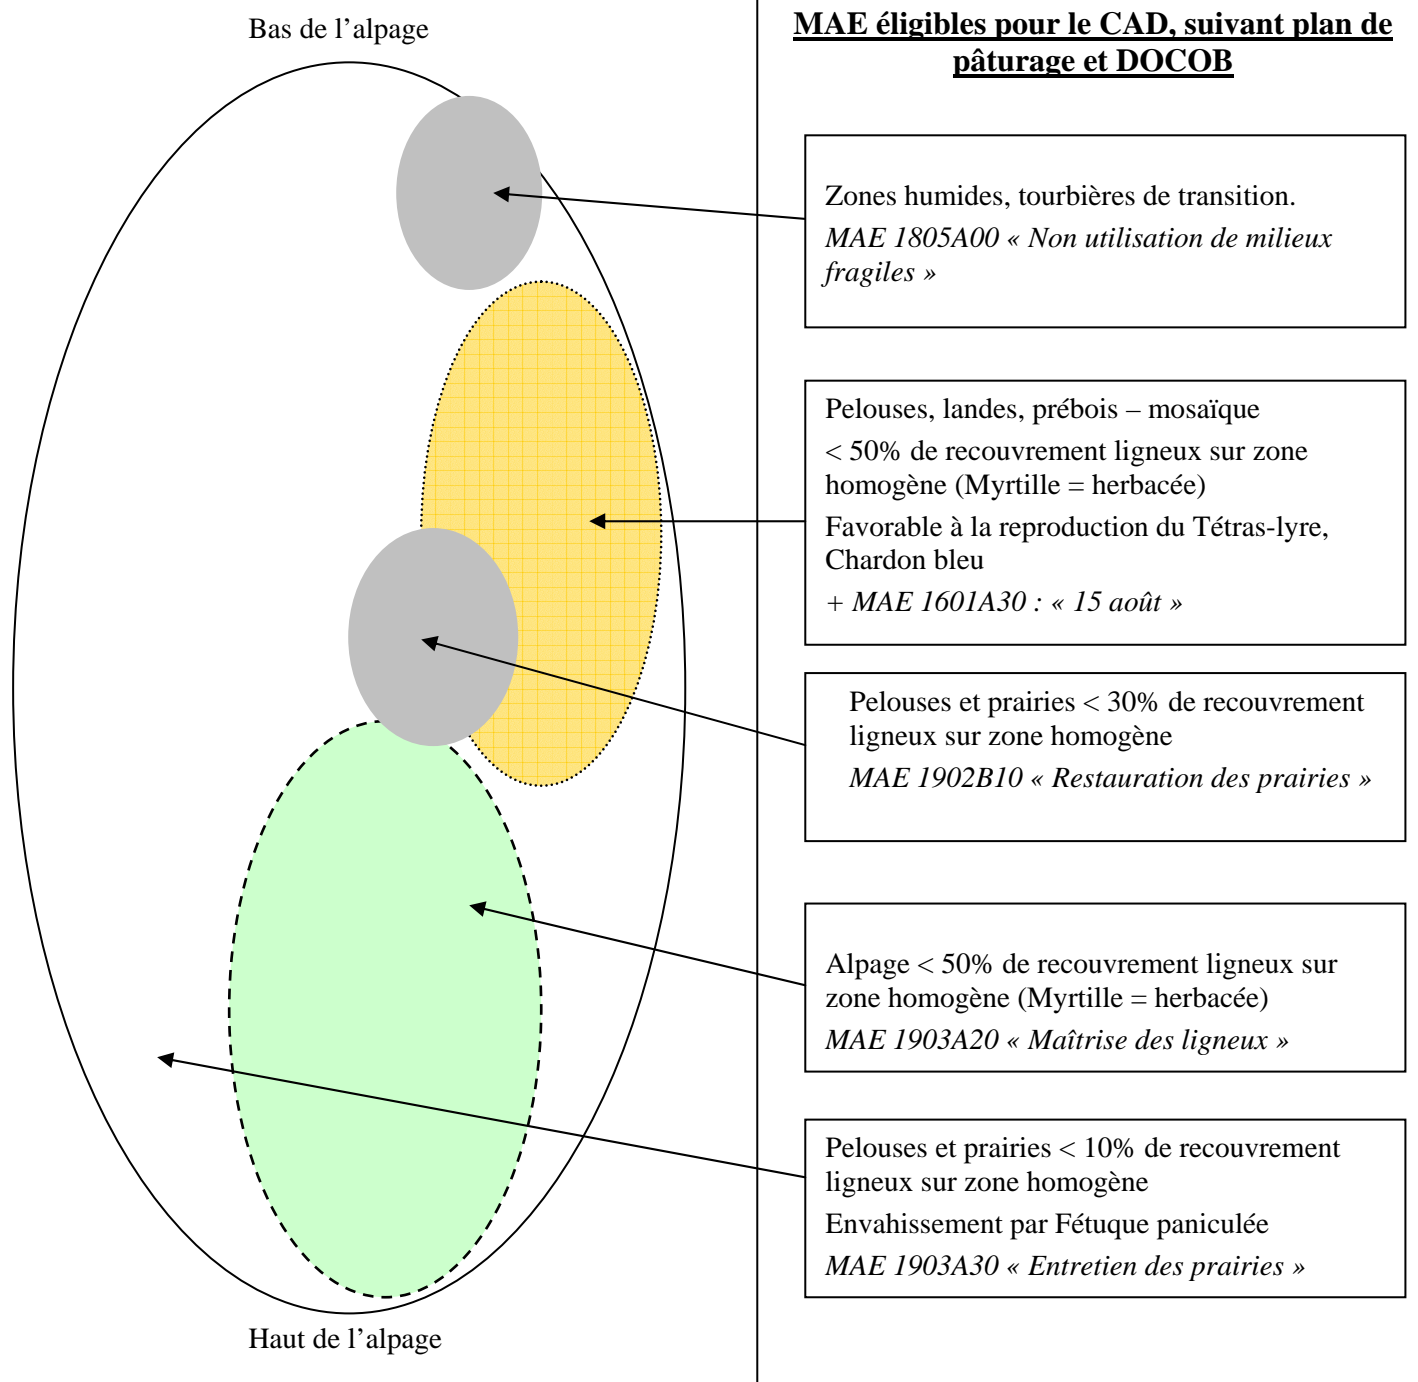 Bas de l’alpage
MAE éligibles pour le CAD, suivant plan de
pâturage et DOCOB
Zones humides, tourbières de transition.
MAE 1805A00 « Non utilisation de milieux
fragiles »
Pelouses, landes, prébois – mosaïque
< 50% de recouvrement ligneux sur zone
homogène (Myrtille = herbacée)
Favorable à la reproduction du Tétras-lyre,
Chardon bleu
+ MAE 1601A30 : « 15 août »
Pelouses et prairies < 30% de recouvrement
ligneux sur zone homogène
MAE 1902B10 « Restauration des prairies »
Alpage < 50% de recouvrement ligneux sur
zone homogène (Myrtille = herbacée)
MAE 1903A20 « Maîtrise des ligneux »
Pelouses et prairies < 10% de recouvrement
ligneux sur zone homogène
Envahissement par Fétuque paniculée
MAE 1903A30 « Entretien des prairies »
Haut de l’alpage